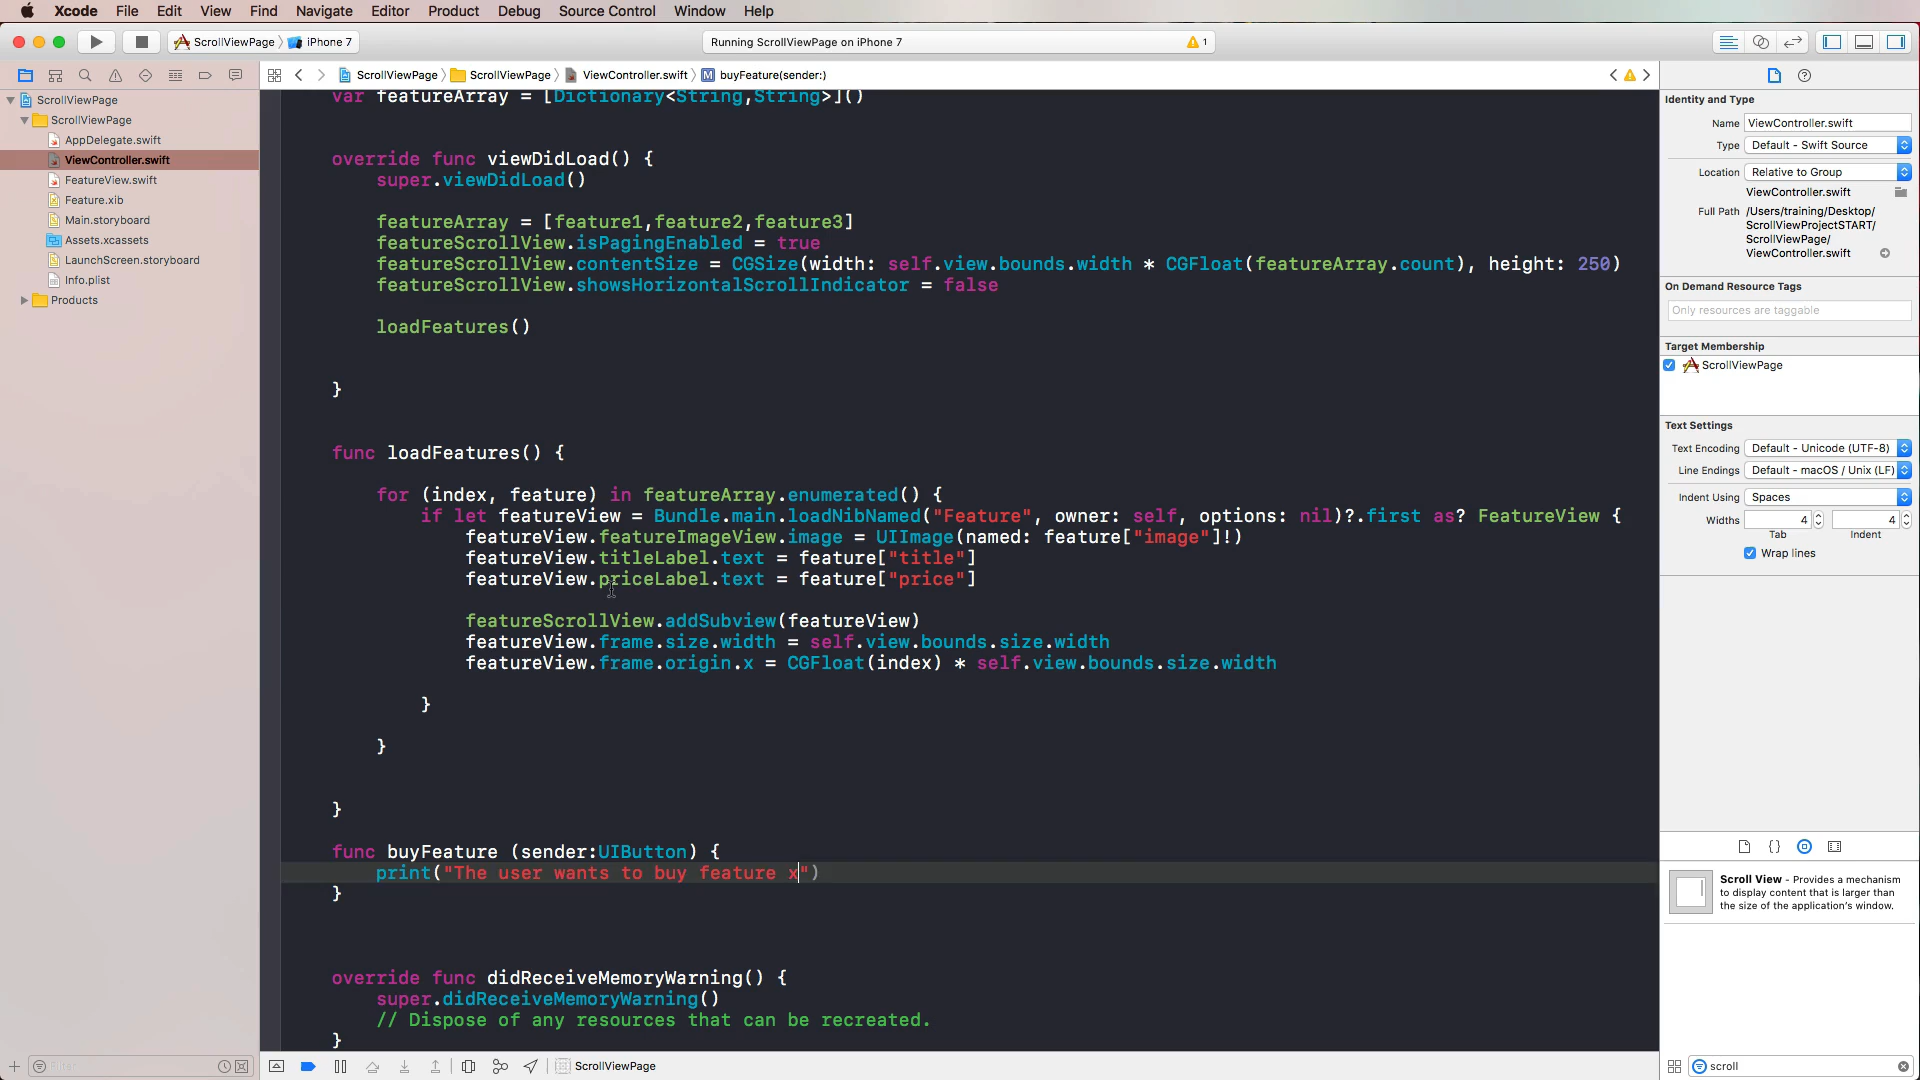 Xcode File Edit View Find Navigate Editor Product Debug Source Control Window Help
ScrollViewPage iPhone 7 Running ScrollViewPage on iPhone 7 1
ScrollViewPage ScrollViewPage ViewController.swift M buyFeature(sender:)
ScrollViewPage
ScrollViewPage
AppDelegate.swift
ViewController.swift
FeatureView.swift
Feature.xib
Main.storyboard
Assets.xcassets
LaunchScreen.storyboard
Info.plist
Products
Filter
var featureArray = [Dictionary<String,String>]()
override func viewDidLoad() {
super.viewDidLoad()
featureArray = [feature1,feature2,feature3]
featureScrollView.isPagingEnabled = true
featureScrollView.contentSize = CGSize(width: self.view.bounds.width * CGFloat(featureArray.count), height: 250)
featureScrollView.showsHorizontalScrollIndicator = false
loadFeatures()
}
func loadFeatures() {
for (index, feature) in featureArray.enumerated() {
if let featureView = Bundle.main.loadNibNamed("Feature", owner: self, options: nil)?.first as? FeatureView {
featureView.featureImageView.image = UIImage(named: feature["image"]!)
featureView.titleLabel.text = feature["title"]
featureView.priceLabel.text = feature["price"]
featureScrollView.addSubview(featureView)
featureView.frame.size.width = self.view.bounds.size.width
featureView.frame.origin.x = CGFloat(index) * self.view.bounds.size.width
}
}
}
func buyFeature (sender:UIButton) {
print("The user wants to buy feature x")
}
override func didReceiveMemoryWarning() {
super.didReceiveMemoryWarning()
// Dispose of any resources that can be recreated.
}
ScrollViewPage
Identity and Type
Name ViewController.swift
Type Default - Swift Source
Location Relative to Group
ViewController.swift
Full Path /Users/training/Desktop/
ScrollViewProjectSTART/
ScrollViewPage/
ViewController.swift
On Demand Resource Tags
Only resources are taggable
Target Membership
ScrollViewPage
Text Settings
Text Encoding Default - Unicode (UTF-8)
Line Endings Default - macOS / Unix (LF)
Indent Using Spaces
Widths 4 4
Tab Indent
Wrap lines
{ }
Scroll View - Provides a mechanism
to display content that is larger than
the size of the application's window.
scroll